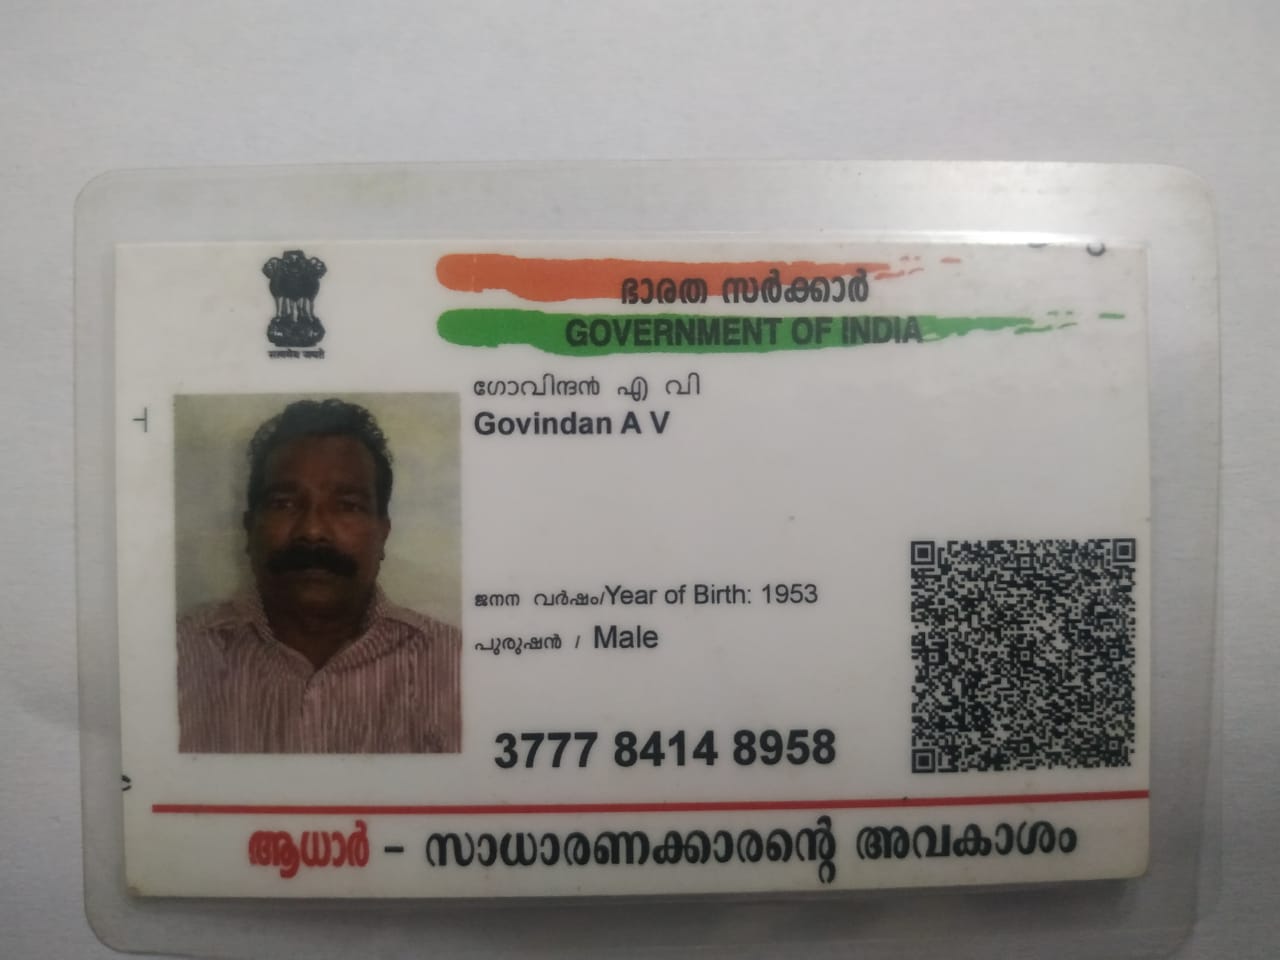 ഭാരത സർക്കാർ
GOVERNMENT OF INDIA
सत्यमेव जयते
ഗോവിന്ദൻ എ വി
Govindan A V
ജനന വർഷം/Year of Birth: 1953
പുരുഷൻ / Male
3777 8414 8958
ആധാർ - സാധാരണക്കാരന്റെ അവകാശം